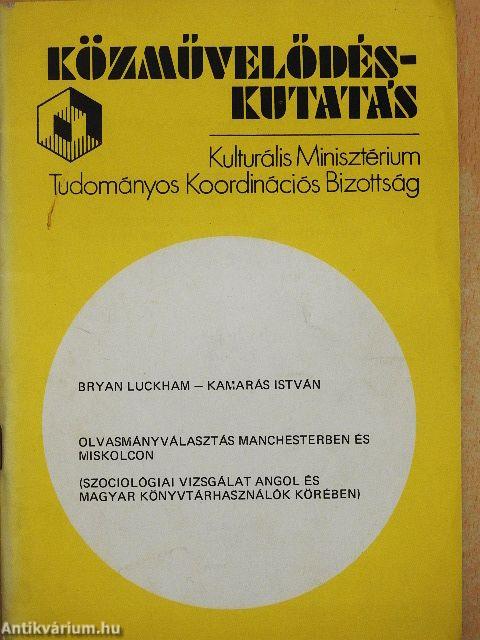 KÖZMŰVELŐDÉS-
KUTATÁS
Kulturális Minisztérium
Tudományos Koordinációs Bizottság
BRYAN LUCKHAM – KAMARÁS ISTVÁN
OLVASMÁNYVÁLASZTÁS MANCHESTERBEN ÉS
MISKOLCON
(SZOCIOLÓGIAI VIZSGÁLAT ANGOL ÉS
MAGYAR KÖNYVTÁRHASZNÁLÓK KÖRÉBEN)
Antikvárium.hu